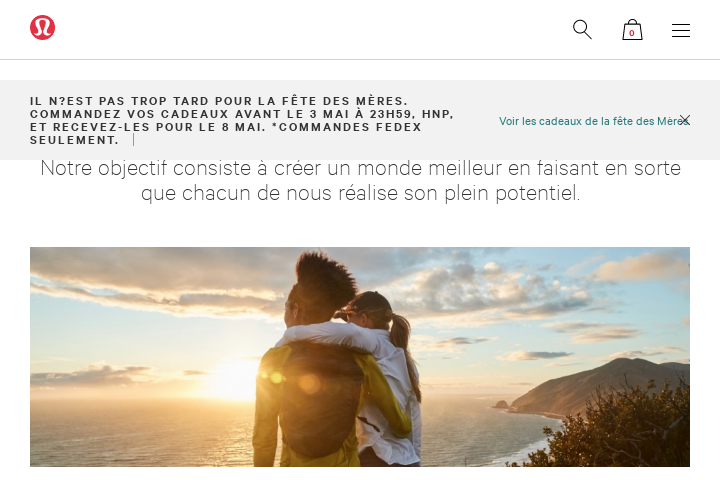 0
IL N?EST PAS TROP TARD POUR LA FÊTE DES MÈRES.
COMMANDEZ VOS CADEAUX AVANT LE 3 MAI À 23H59, HNP,
ET RECEVEZ-LES POUR LE 8 MAI. *COMMANDES FEDEX
SEULEMENT.
Voir les cadeaux de la fête des Mères
Notre objectif consiste à créer un monde meilleur en faisant en sorte
que chacun de nous réalise son plein potentiel.